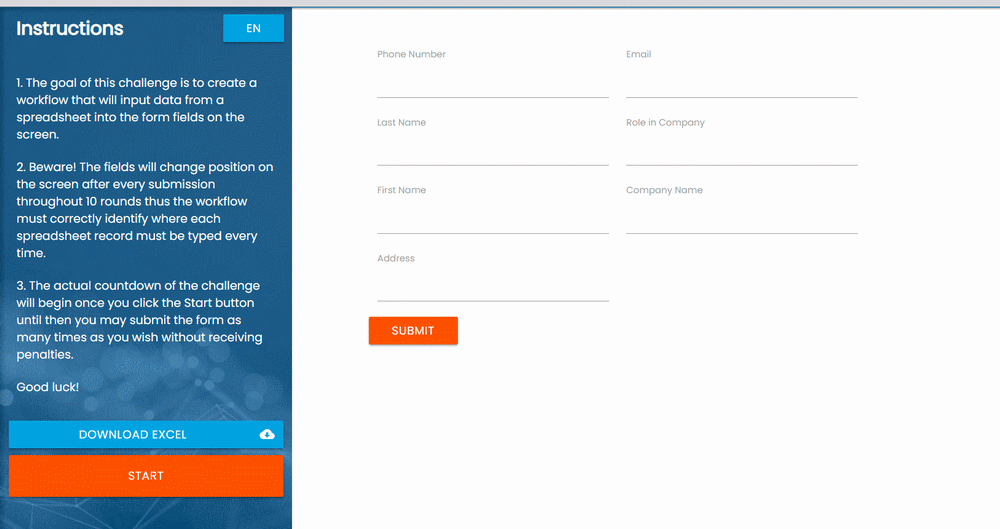 Instructions
EN
1. The goal of this challenge is to create a
workflow that will input data from a
spreadsheet into the form fields on the
screen.
2. Beware! The fields will change position on
the screen after every submission
throughout 10 rounds thus the workflow
must correctly identify where each
spreadsheet record must be typed every
time.
3. The actual countdown of the challenge
will begin once you click the Start button
until then you may submit the form as
many times as you wish without receiving
penalties.
Good luck!
DOWNLOAD EXCEL
START
Phone Number
Email
Last Name
Role in Company
First Name
Company Name
Address
SUBMIT